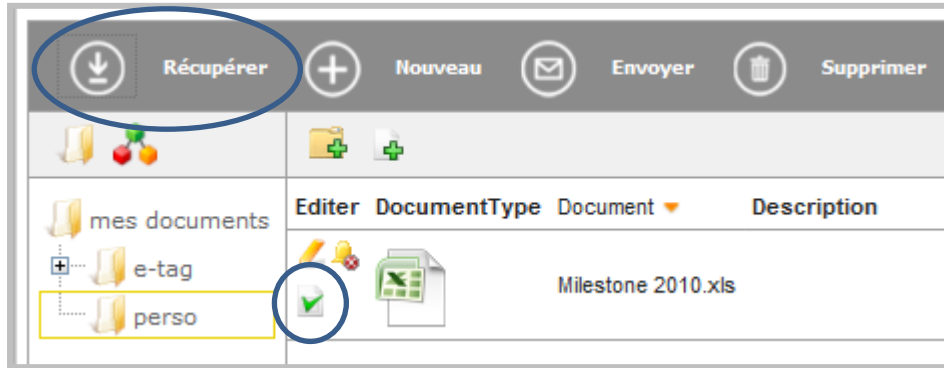 Récupérer Nouveau Envoyer Supprimer
Editer DocumentType Document Description
mes documents
e-tag
perso
Milestone 2010.xls